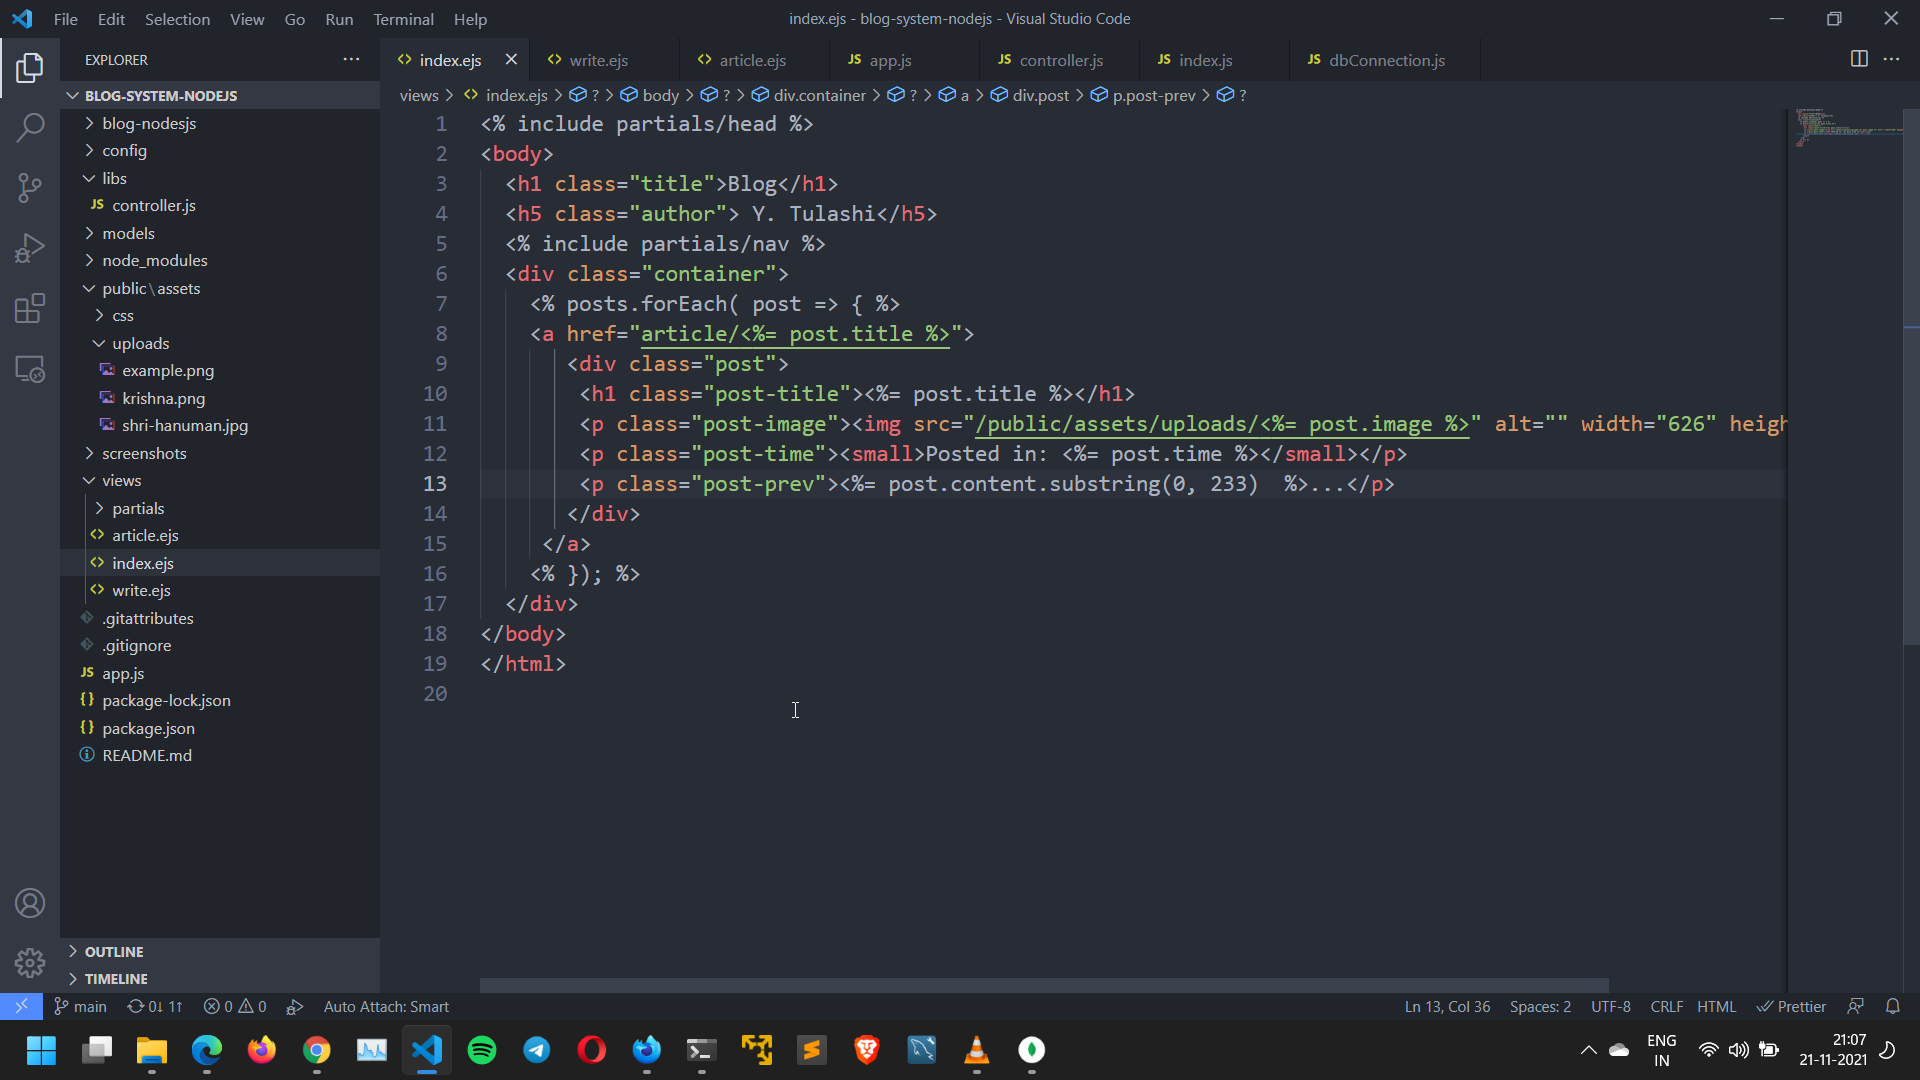 File Edit Selection View Go Run Terminal Help
index.ejs - blog-system-nodejs - Visual Studio Code
EXPLORER
BLOG-SYSTEM-NODEJS
blog-nodesjs
config
libs
JS controller.js
models
node_modules
public\assets
css
uploads
example.png
krishna.png
shri-hanuman.jpg
screenshots
views
partials
<> article.ejs
<> index.ejs
<> write.ejs
.gitattributes
.gitignore
JS app.js
{} package-lock.json
{} package.json
README.md
OUTLINE
TIMELINE
<> index.ejs <> write.ejs <> article.ejs JS app.js JS controller.js JS index.js JS dbConnection.js
views > <> index.ejs > ? > body > ? > div.container > ? > a > div.post > p.post-prev > ?
1 <% include partials/head %>
2 <body>
3 <h1 class="title">Blog</h1>
4 <h5 class="author"> Y. Tulashi</h5>
5 <% include partials/nav %>
6 <div class="container">
7 <% posts.forEach( post => { %>
8 <a href="article/<%= post.title %>">
9 <div class="post">
10 <h1 class="post-title"><%= post.title %></h1>
11 <p class="post-image"><img src="/public/assets/uploads/<%= post.image %>" alt="" width="626" heigh
12 <p class="post-time"><small>Posted in: <%= post.time %></small></p>
13 <p class="post-prev"><%= post.content.substring(0, 233)  %>...</p>
14 </div>
15 </a>
16 <% }); %>
17 </div>
18 </body>
19 </html>
20
main 0↓ 1↑ 0 0 Auto Attach: Smart
Ln 13, Col 36 Spaces: 2 UTF-8 CRLF HTML Prettier
ENG
IN
21:07
21-11-2021